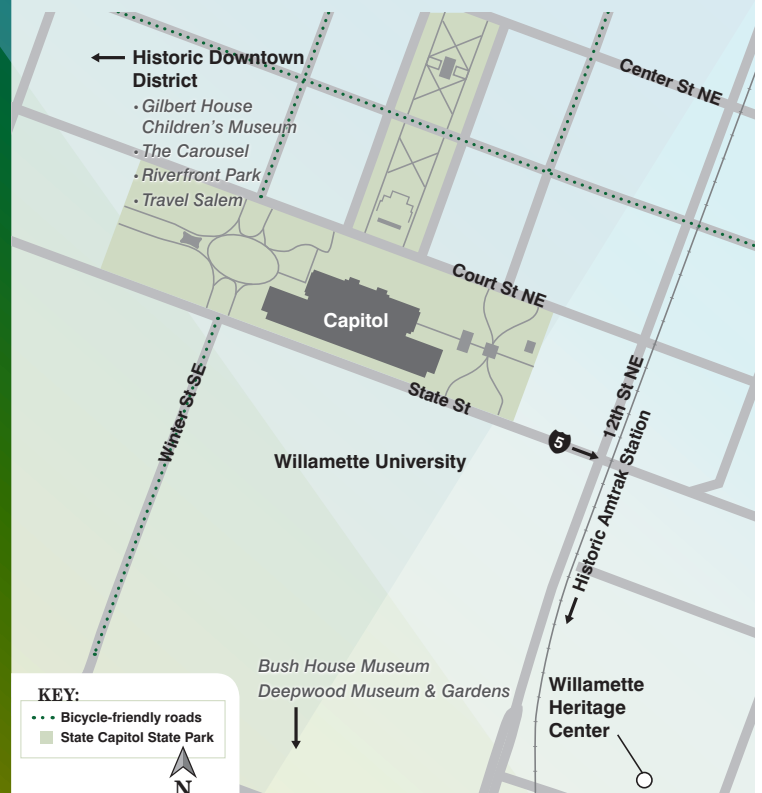 Historic Downtown
District
• Gilbert House
Children's Museum
• The Carousel
• Riverfront Park
• Travel Salem
Center St NE
Court St NE
Capitol
State St
12th St NE
5
Winter St SE
Willamette University
Historic Amtrak Station
Bush House Museum
Deepwood Museum & Gardens
Willamette
Heritage
Center
KEY:
Bicycle-friendly roads
State Capitol State Park
N